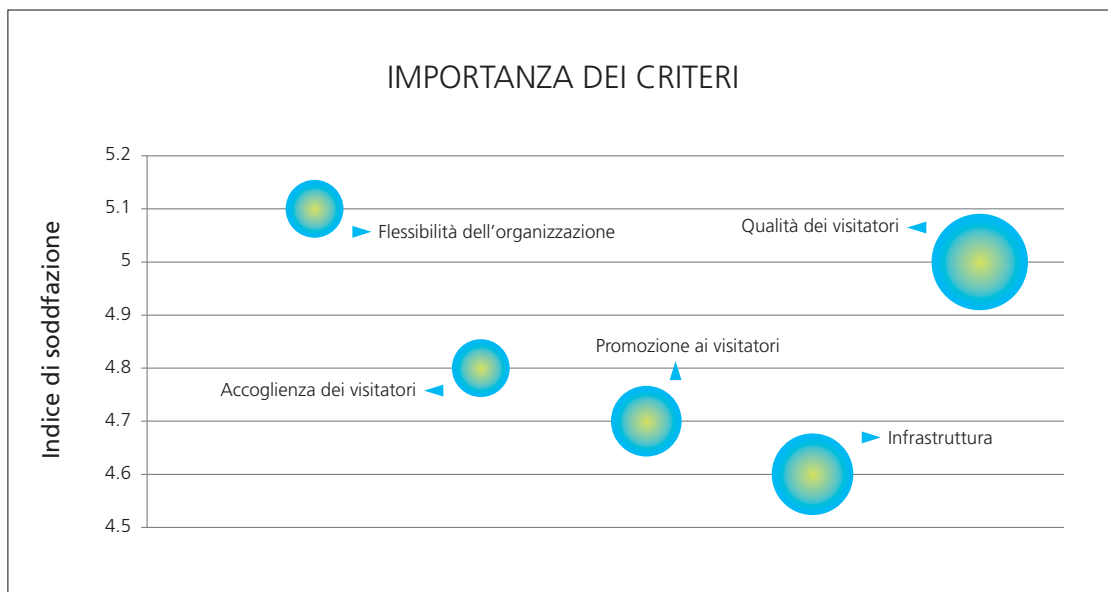 IMPORTANZA DEI CRITERI
Indice di soddfazione
5.2
5.1
5
4.9
4.8
4.7
4.6
4.5
Flessibilità dell'organizzazione
Qualità dei visitatori
Promozione ai visitatori
Accoglienza dei visitatori
Infrastruttura